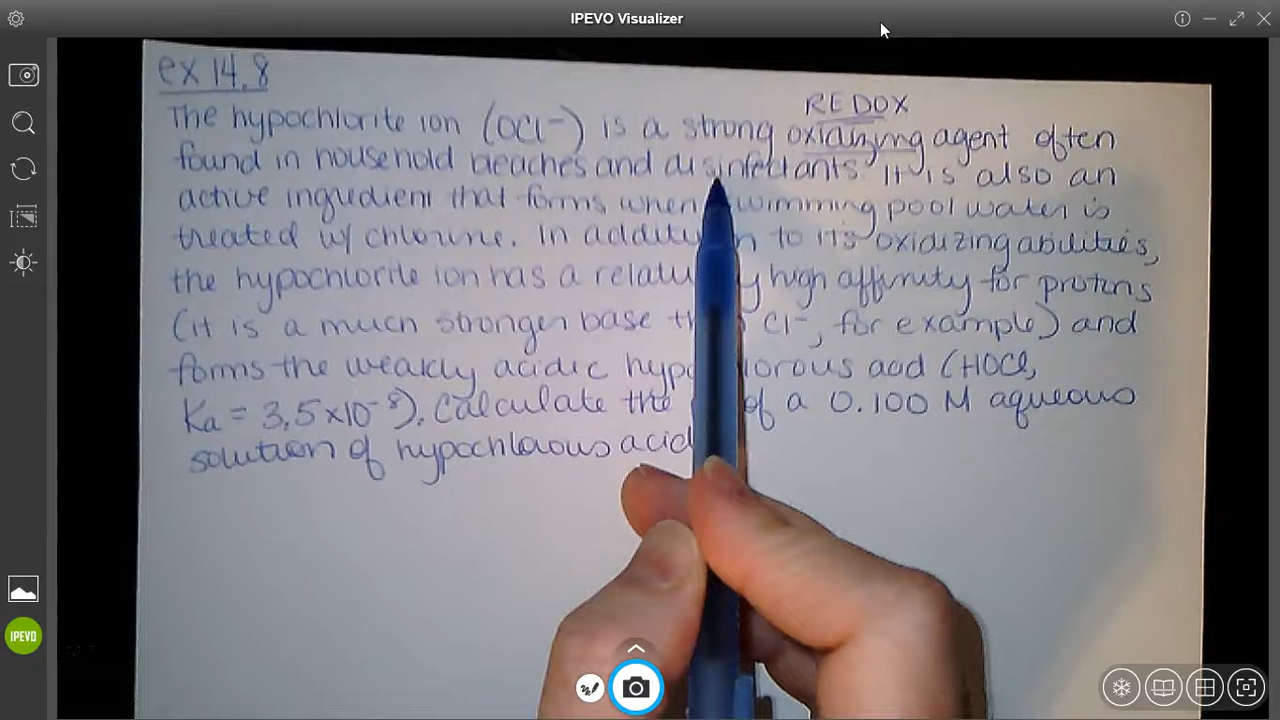 IPEVO Visualizer
ex 14.8
REDOX
The hypochlorite ion (OCl⁻) is a strong oxidizing agent often
found in household bleaches and disinfectants. It is also an
active ingredient that forms when swimming pool water is
treated w/ chlorine. In addition to its oxidizing abilities,
the hypochlorite ion has a relatively high affinity for protons
(it is a much stronger base than Cl⁻, for example) and
forms the weakly acidic hypochlorous acid (HOCl,
Ka = 3.5×10⁻⁸). Calculate the of a 0.100 M aqueous
solution of hypochlorous acid
IPEVO